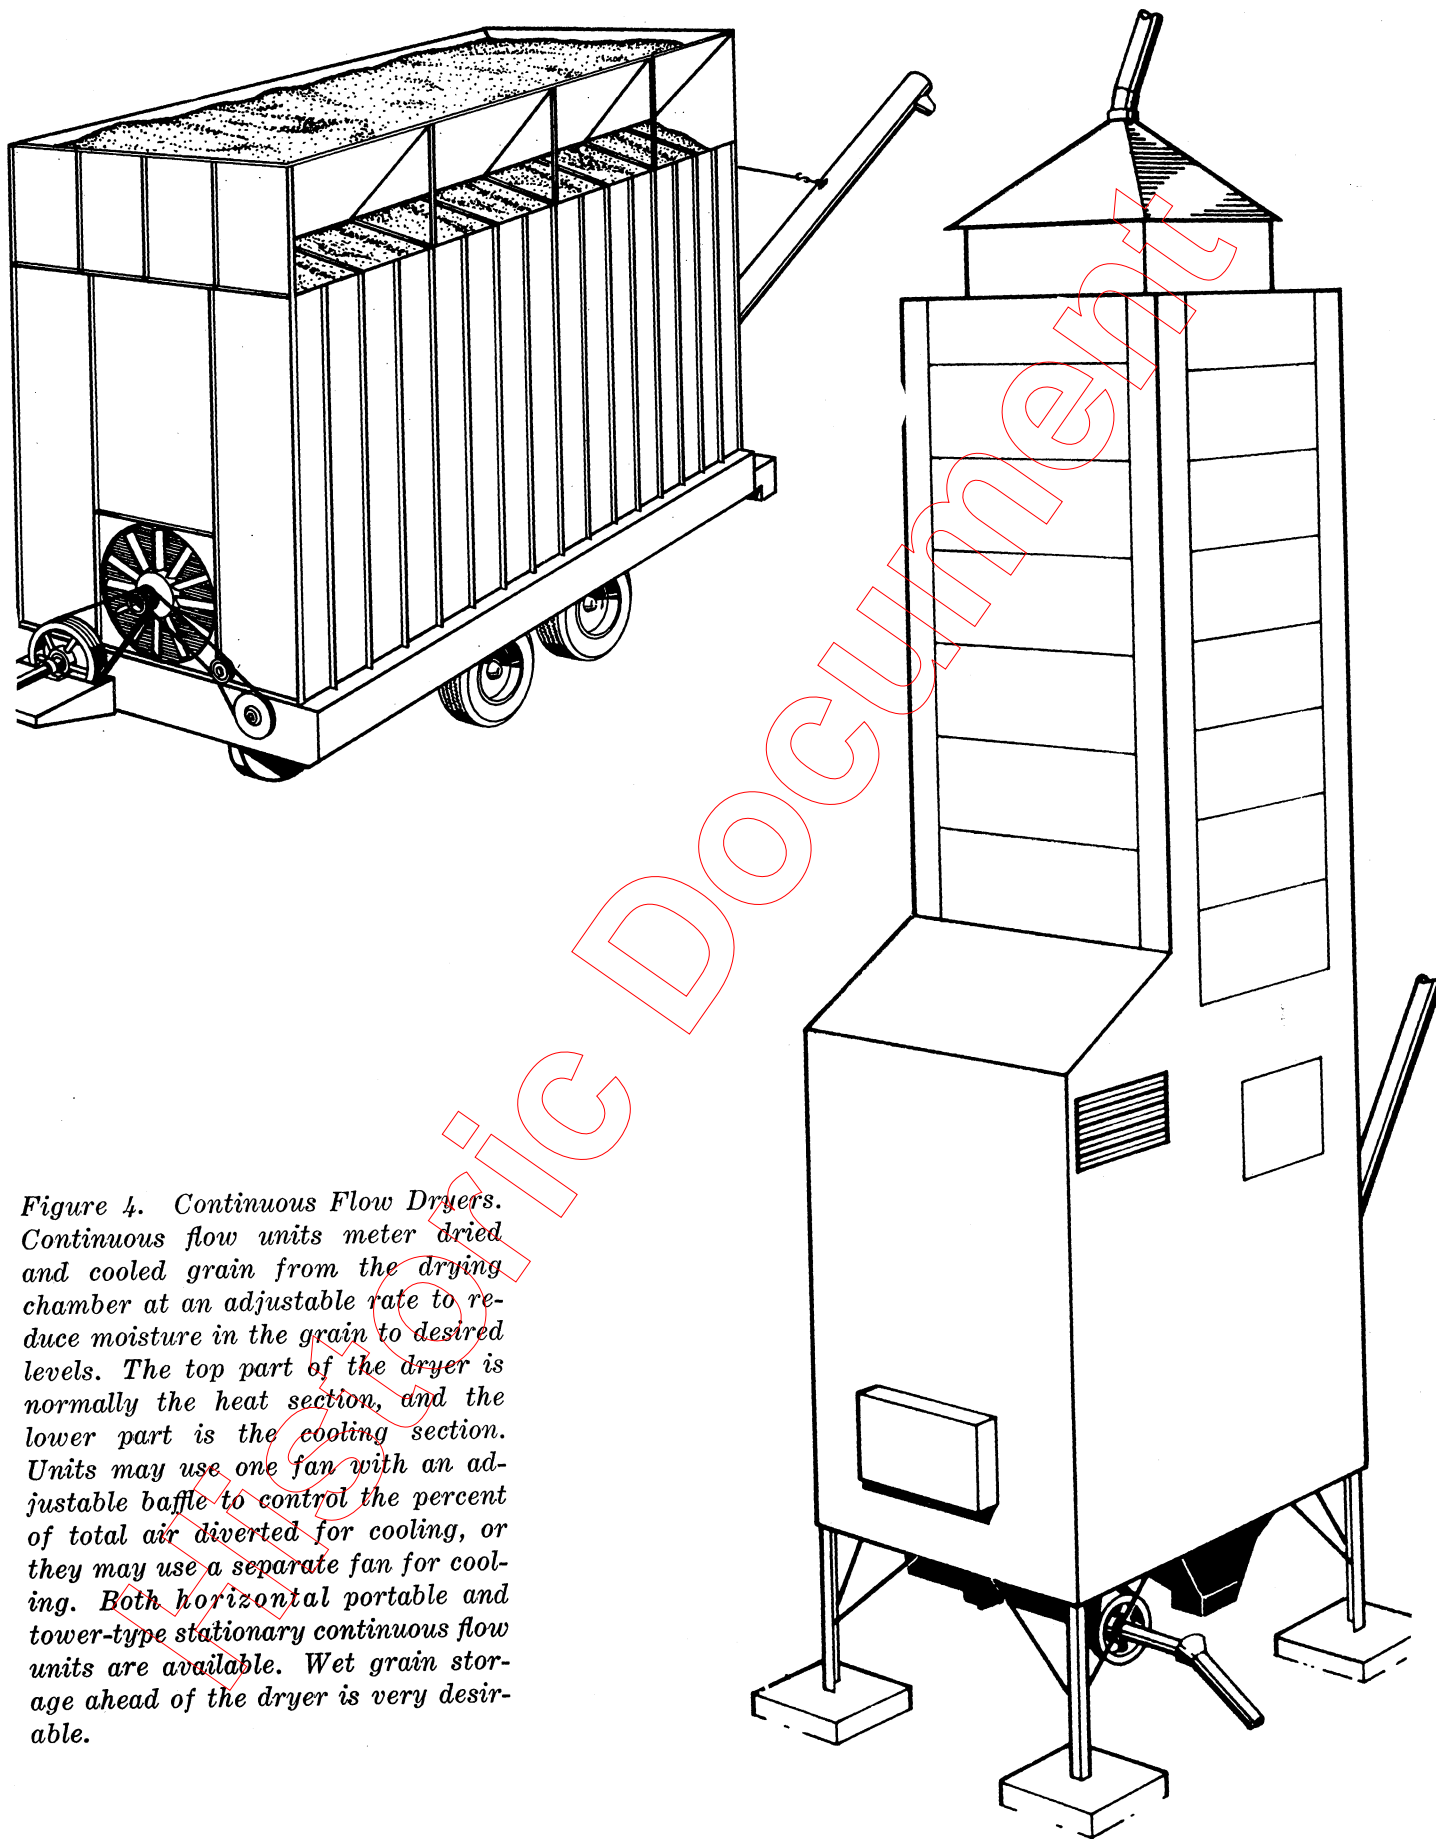 Figure 4. Continuous Flow Dryers.
Continuous flow units meter dried
and cooled grain from the drying
chamber at an adjustable rate to re-
duce moisture in the grain to desired
levels. The top part of the dryer is
normally the heat section, and the
lower part is the cooling section.
Units may use one fan with an ad-
justable baffle to control the percent
of total air diverted for cooling, or
they may use a separate fan for cool-
ing. Both horizontal portable and
tower-type stationary continuous flow
units are available. Wet grain stor-
age ahead of the dryer is very desir-
able.
Historic Document